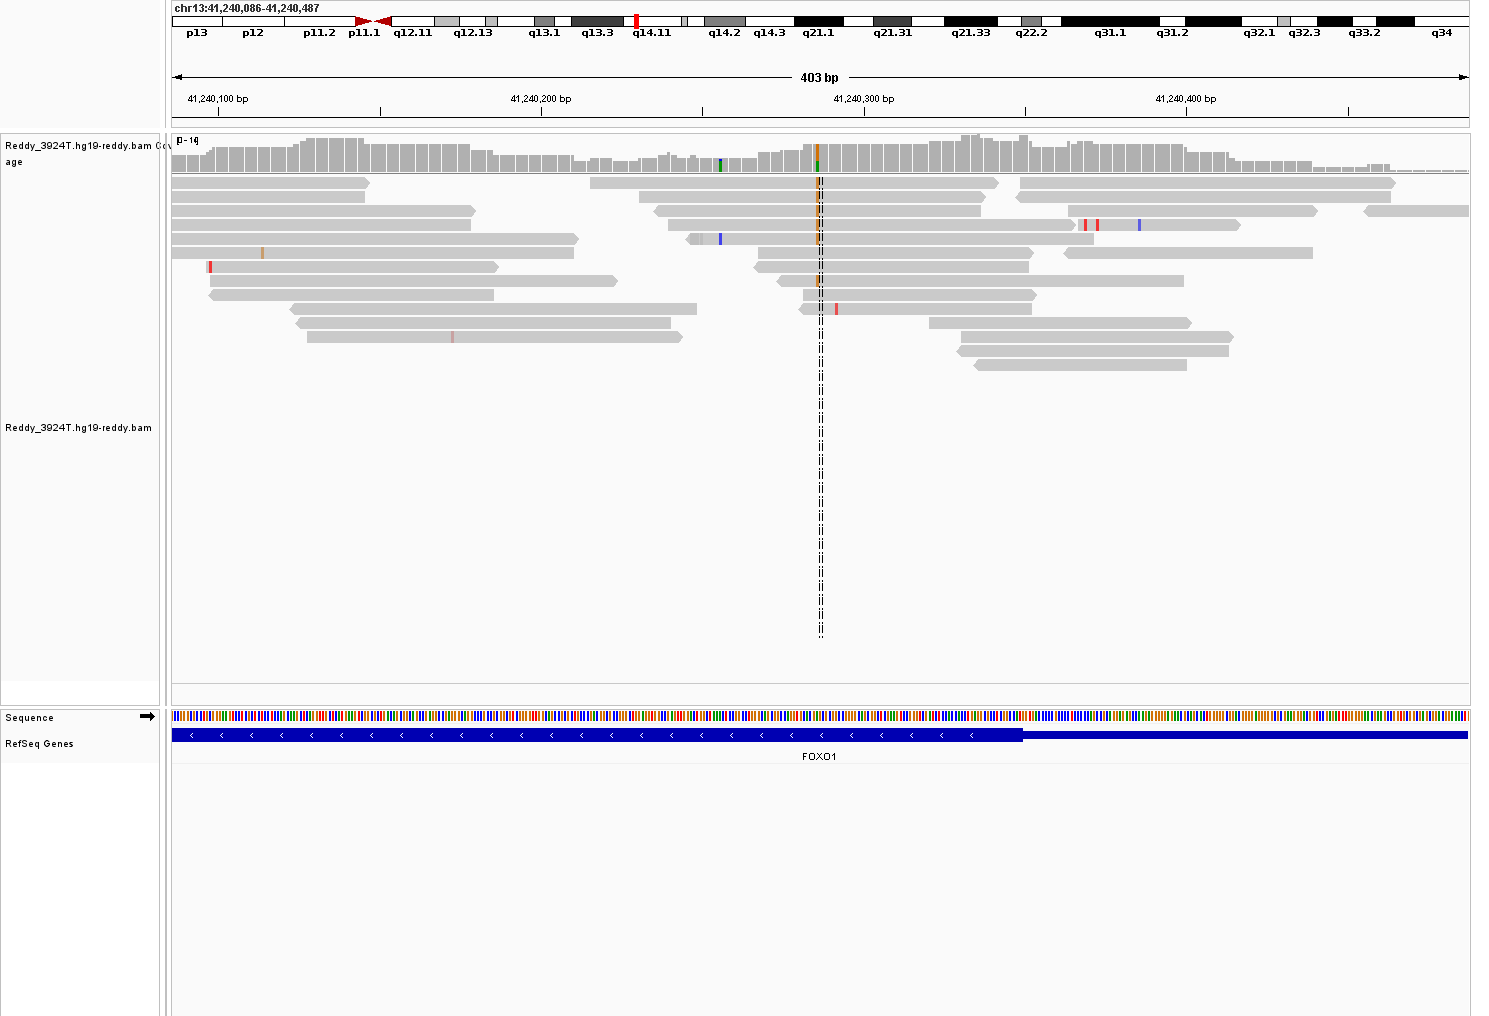 chr13:41,240,086-41,240,487
p13 p12 p11.2 p11.1 q12.11 q12.13 q13.1 q13.3 q14.11 q14.2 q14.3 q21.1 q21.31 q21.33 q22.2 q31.1 q31.2 q32.1 q32.3 q33.2 q34
403 bp
41,240,100 bp 41,240,200 bp 41,240,300 bp 41,240,400 bp
[0 - 14]
Reddy_3924T.hg19-reddy.bam Cov
age
Reddy_3924T.hg19-reddy.bam
Sequence
RefSeq Genes
FOXO1